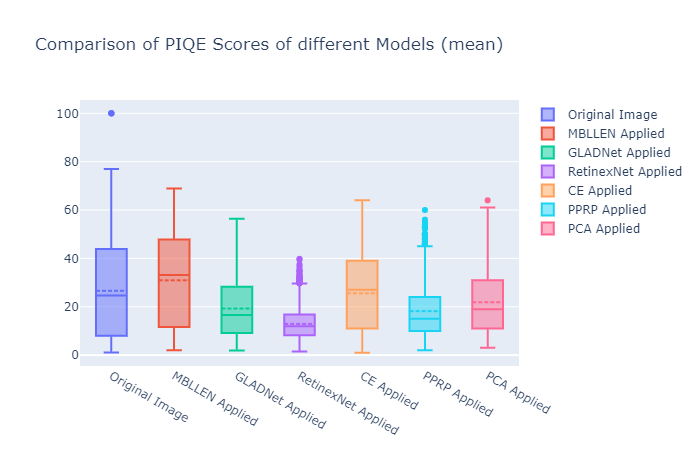 Comparison of PIQE Scores of different Models (mean)
100
80
60
40
20
0
Original Image
MBLLEN Applied
GLADNet Applied
RetinexNet Applied
CE Applied
PPRP Applied
PCA Applied
Original Image
MBLLEN Applied
GLADNet Applied
RetinexNet Applied
CE Applied
PPRP Applied
PCA Applied